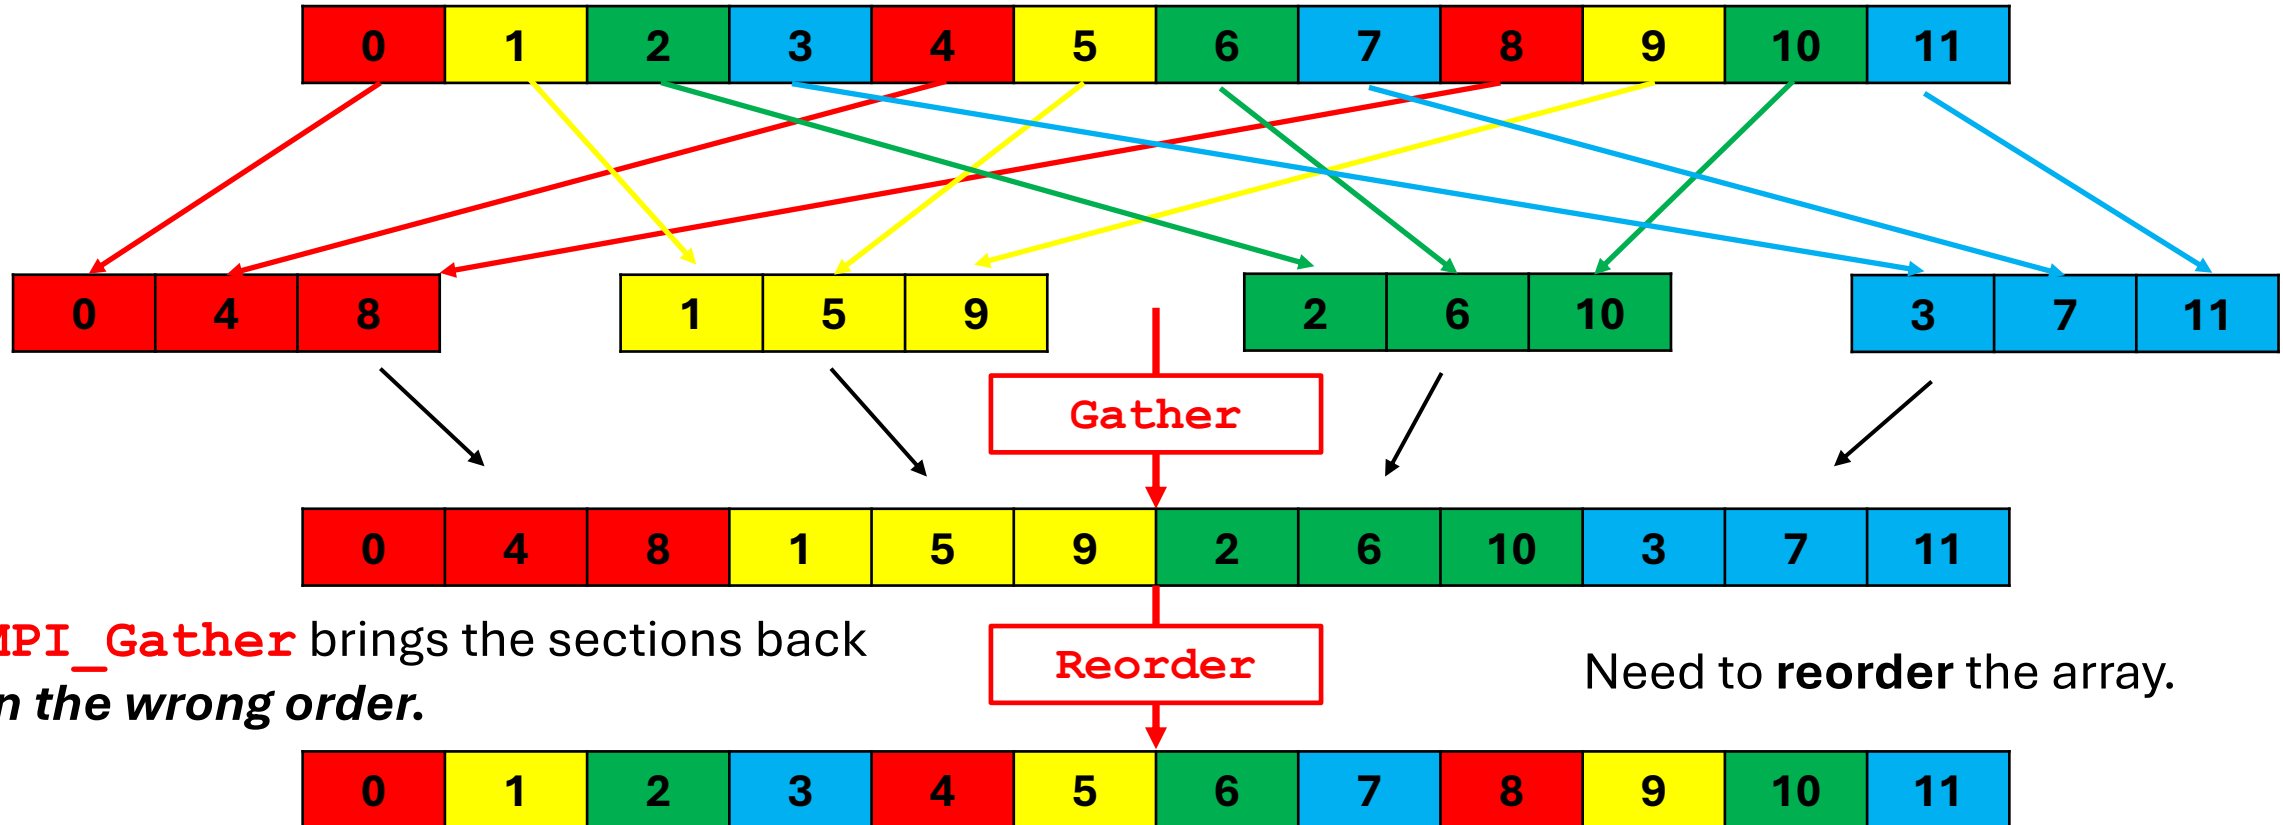 0 1 2 3 4 5 6 7 8 9 10 11
0 4 8 1 5 9 2 6 10 3 7 11
Gather
0 4 8 1 5 9 2 6 10 3 7 11
MPI_Gather brings the sections back
n the wrong order.
Reorder
Need to reorder the array.
0 1 2 3 4 5 6 7 8 9 10 11